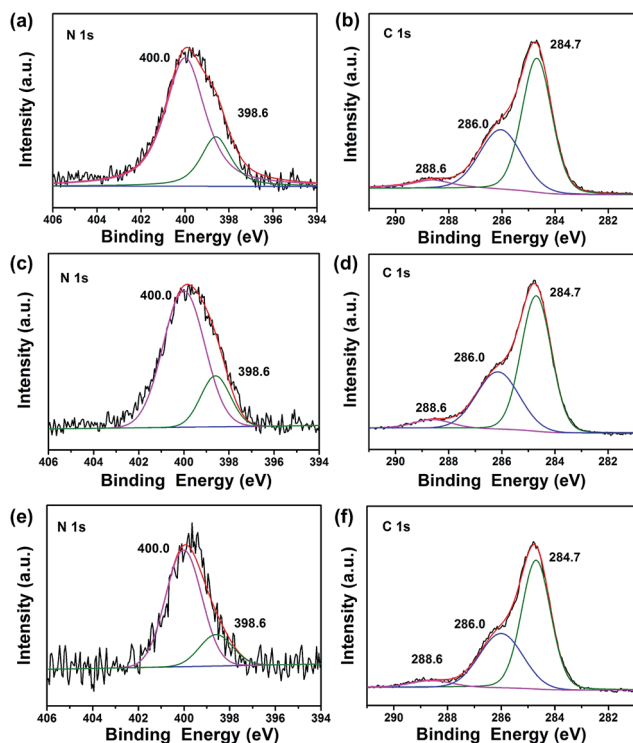 (a)
N 1s
400.0
398.6
Intensity (a.u.)
406 404 402 400 398 396 394
Binding Energy (eV)
(b)
C 1s
284.7
286.0
288.6
Intensity (a.u.)
290 288 286 284 282
Binding Energy (eV)
(c)
N 1s
400.0
398.6
Intensity (a.u.)
406 404 402 400 398 396 394
Binding Energy (eV)
(d)
C 1s
284.7
286.0
288.6
Intensity (a.u.)
290 288 286 284 282
Binding Energy (eV)
(e)
N 1s
400.0
398.6
Intensity (a.u.)
406 404 402 400 398 396 394
Binding Energy (eV)
(f)
C 1s
284.7
286.0
288.6
Intensity (a.u.)
290 288 286 284 282
Binding Energy (eV)